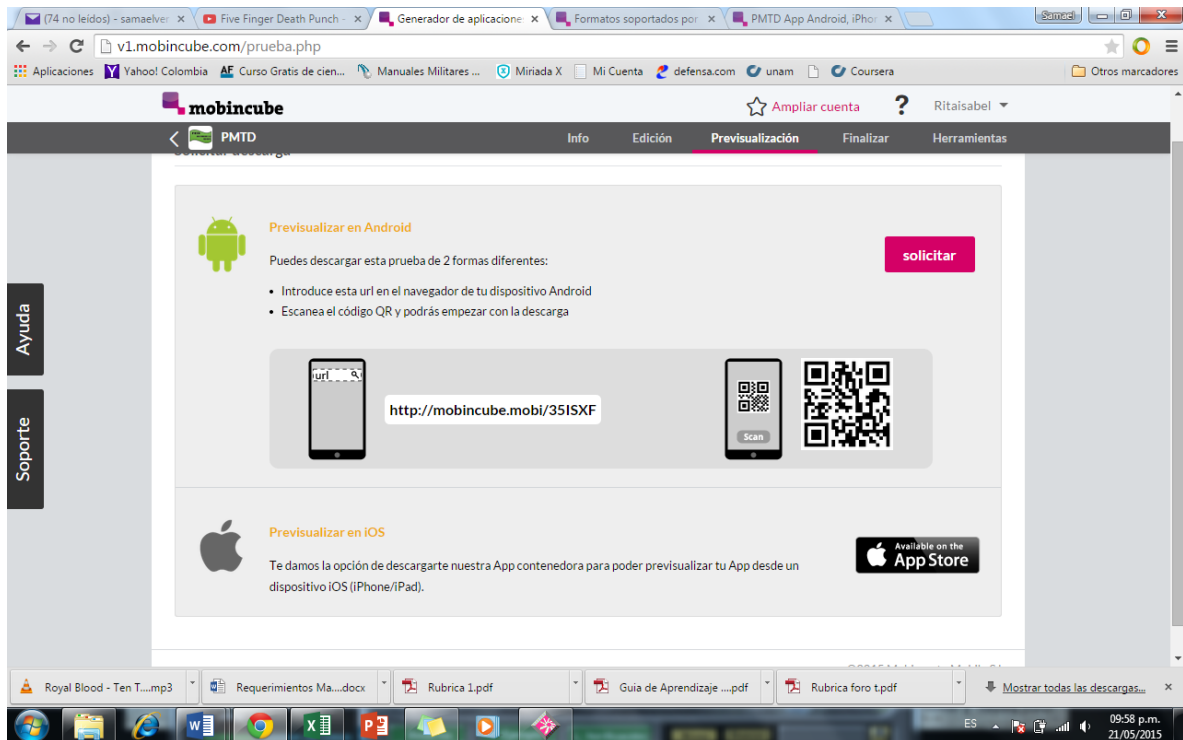 (74 no leídos) - samaelver
Five Finger Death Punch -
Generador de aplicacione
Formatos soportados por
PMTD App Android, iPhon
Samael
v1.mobincube.com/prueba.php
Aplicaciones
Yahoo! Colombia
AF Curso Gratis de cien...
Manuales Militares ...
Miriada X
Mi Cuenta
defensa.com
unam
Coursera
Otros marcadores
mobincube
Ampliar cuenta
?
Ritaisabel
PMTD
Info
Edición
Previsualización
Finalizar
Herramientas
Solicitar descarga
Previsualizar en Android
Puedes descargar esta prueba de 2 formas diferentes:
solicitar
• Introduce esta url en el navegador de tu dispositivo Android
• Escanea el código QR y podrás empezar con la descarga
Ayuda
url
http://mobincube.mobi/35ISXF
Scan
Soporte
Previsualizar en iOS
Te damos la opción de descargarte nuestra App contenedora para poder previsualizar tu App desde un
dispositivo iOS (iPhone/iPad).
Available on the
App Store
Royal Blood - Ten T....mp3
Requerimientos Ma....docx
Rubrica 1.pdf
Guia de Aprendizaje ....pdf
Rubrica foro t.pdf
Mostrar todas las descargas...
ES
09:58 p.m.
21/05/2015